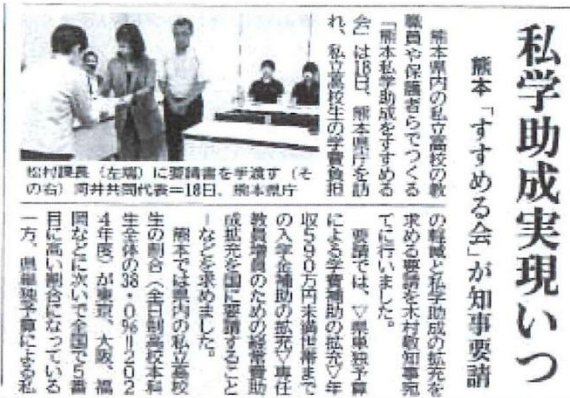 私学助成実現いつ
熊本「すすめる会」が知事要請
熊本県内の私立高校の教
職員や保護者らでつくる
「熊本私学助成をすすめる
会」は18日、熊本県庁を訪
れ、私立高校生の学費負担
松村課長(左端)に要請書を手渡す(そ
の右)河井共同代表=18日、熊本県庁
の軽減と私学助成の拡充を
求める要請を木村敬知事宛
てに行いました。
要請では、▽県単独予算
による学費補助の拡充▽年
収590万円未満世帯まで
の入学金補助の拡充▽専任
教員増員のための経常費助
成拡充を国に要請すること
―などを求めました。
熊本では県内の私立高校
生の割合(全日制高校本科
生全体の38・0%=202
4年度)が東京、大阪、福
岡などに次いで全国で5番
目に高い割合になっている
一方、県単独予算による私